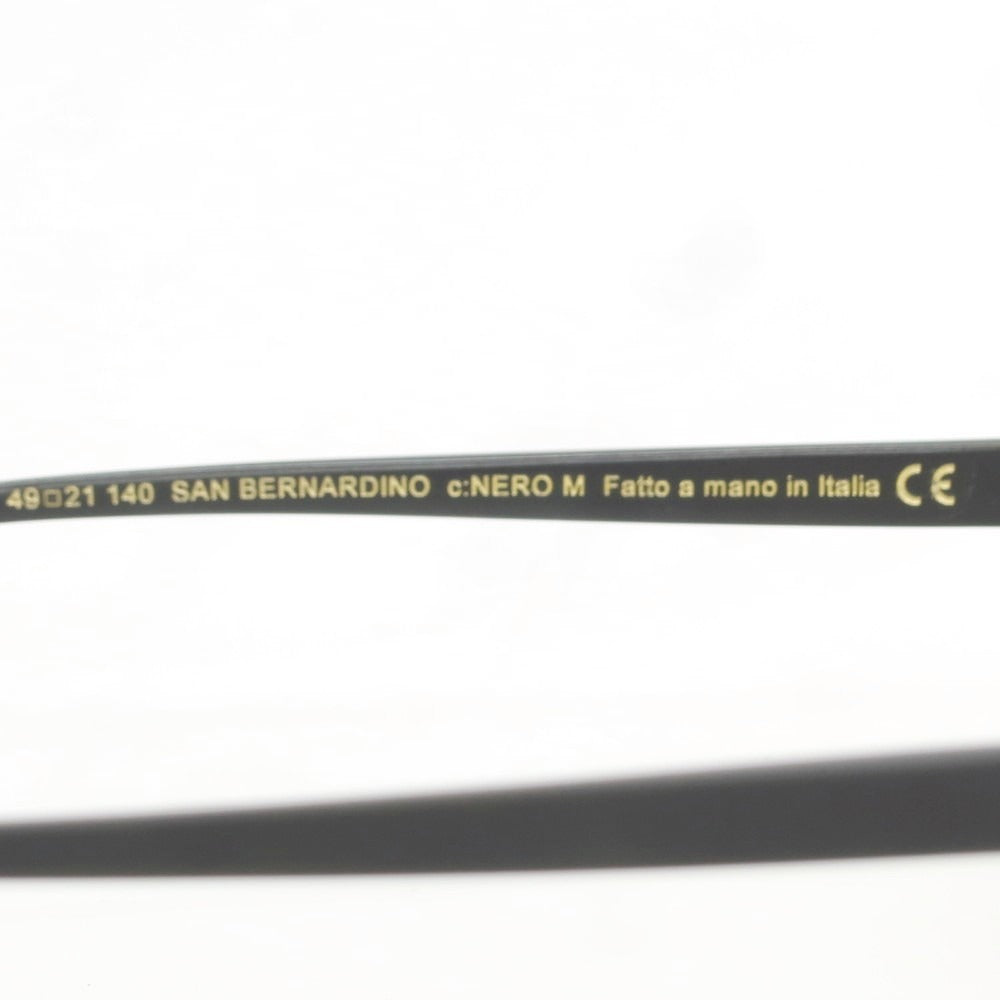 49□21 140 SAN BERNARDINO c:NERO M Fatto a mano in Italia CE